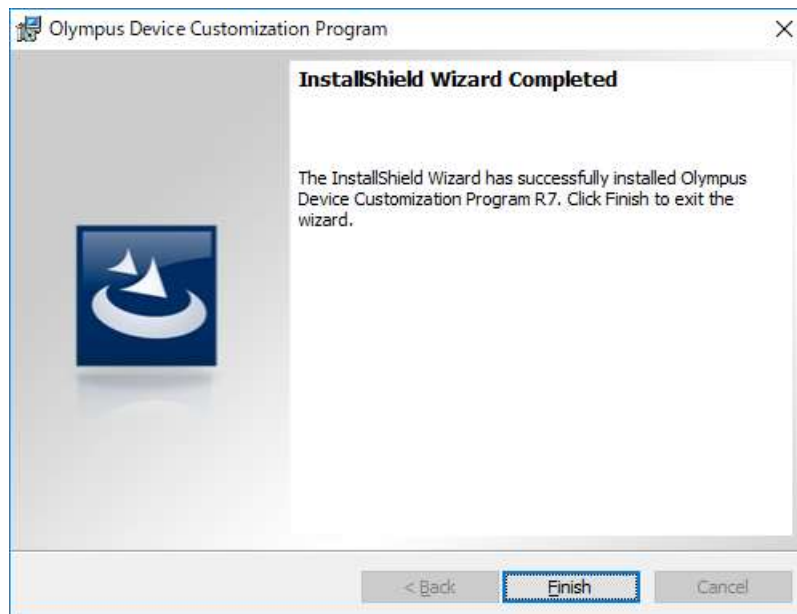 Olympus Device Customization Program
InstallShield Wizard Completed
The InstallShield Wizard has successfully installed Olympus
Device Customization Program R7. Click Finish to exit the
wizard.
< Back
Finish
Cancel